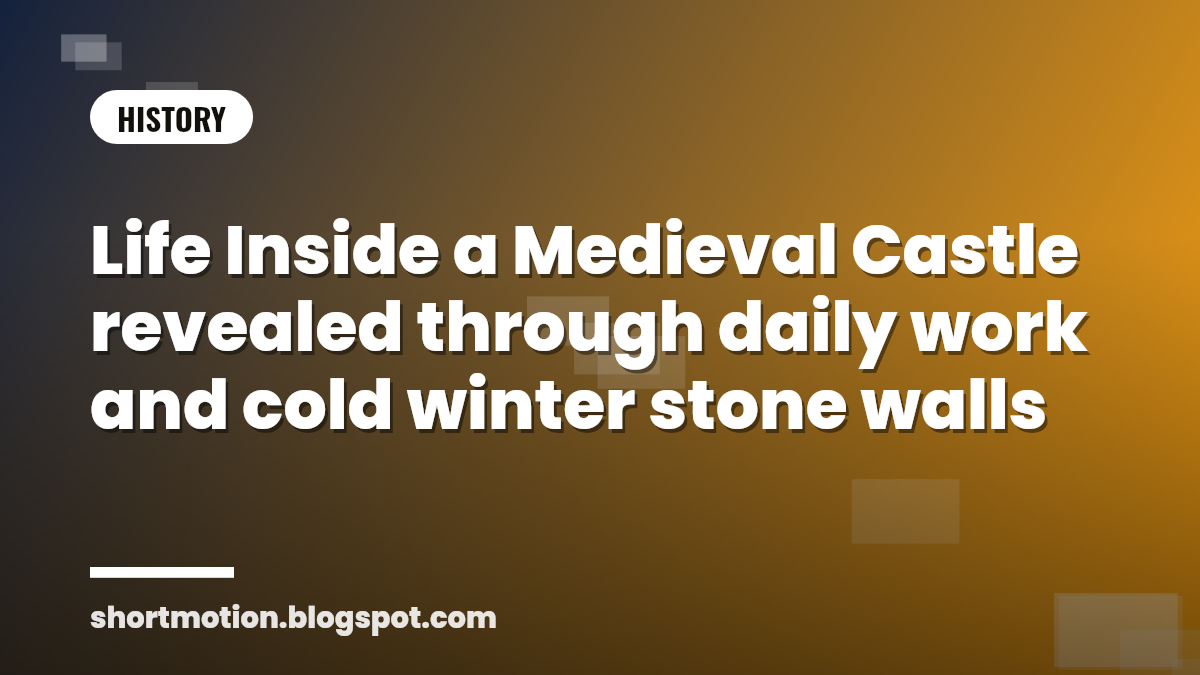 HISTORY
Life Inside a Medieval Castle
revealed through daily work
and cold winter stone walls
shortmotion.blogspot.com